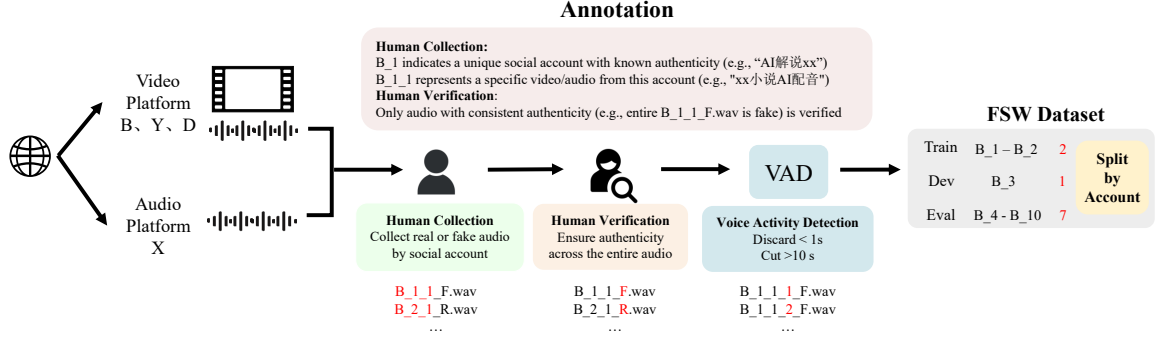 Annotation
Human Collection:
B_1 indicates a unique social account with known authenticity (e.g., “AI解说xx”)
B_1_1 represents a specific video/audio from this account (e.g., "xx小说AI配音")
Human Verification:
Only audio with consistent authenticity (e.g., entire B_1_1_F.wav is fake) is verified
Video
Platform
B、Y、D
Audio
Platform
X
VAD
Human Collection
Collect real or fake audio
by social account
Human Verification
Ensure authenticity
across the entire audio
Voice Activity Detection
Discard < 1s
Cut >10 s
B_1_1_F.wav
B_2_1_R.wav
…
B_1_1_F.wav
B_2_1_R.wav
…
B_1_1_1_F.wav
B_1_1_2_F.wav
…
FSW Dataset
Train B_1 – B_2 2
Dev B_3 1
Eval B_4 - B_10 7
Split
by
Account